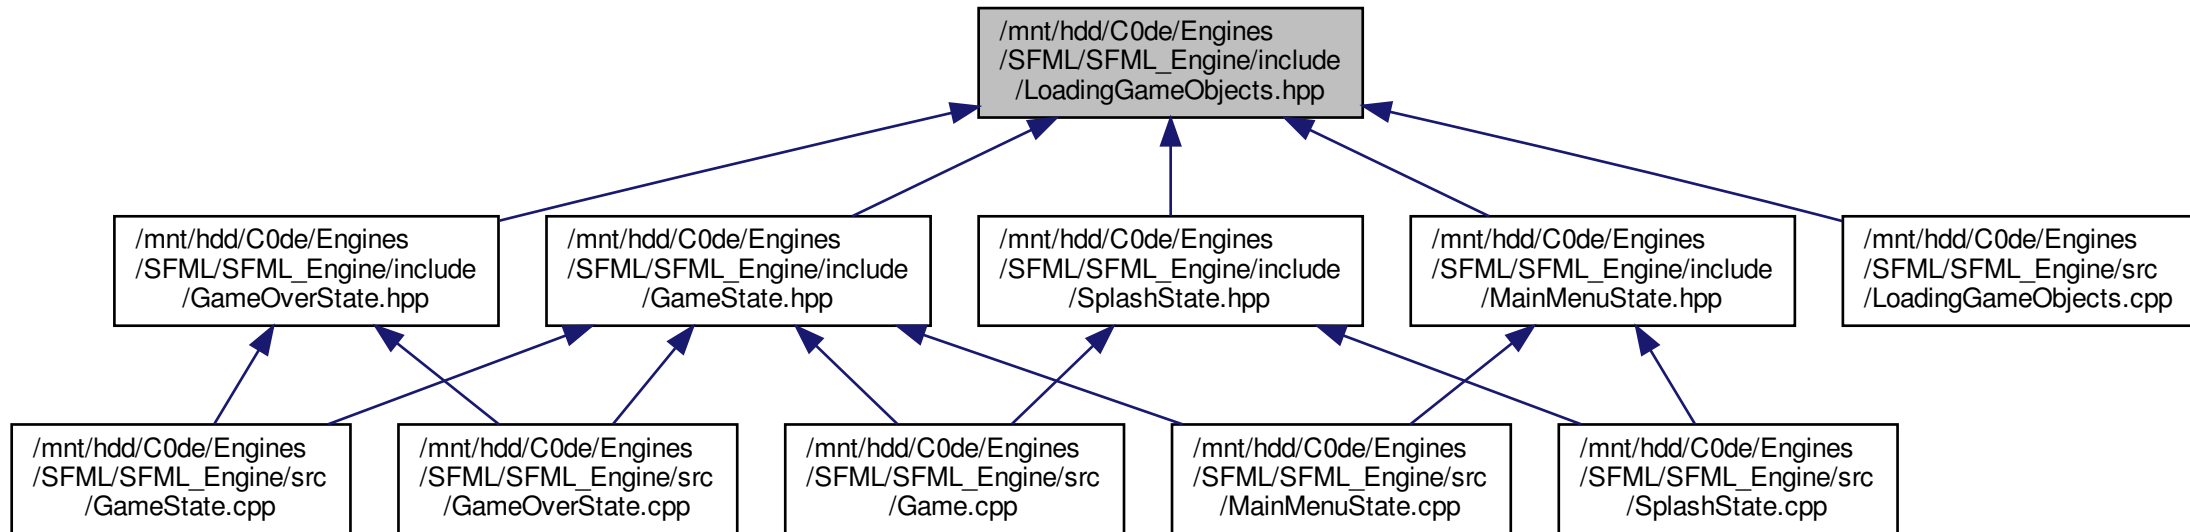 /mnt/hdd/C0de/Engines
/SFML/SFML_Engine/include
/LoadingGameObjects.hpp
/mnt/hdd/C0de/Engines
/SFML/SFML_Engine/include
/GameOverState.hpp
/mnt/hdd/C0de/Engines
/SFML/SFML_Engine/include
/GameState.hpp
/mnt/hdd/C0de/Engines
/SFML/SFML_Engine/include
/SplashState.hpp
/mnt/hdd/C0de/Engines
/SFML/SFML_Engine/include
/MainMenuState.hpp
/mnt/hdd/C0de/Engines
/SFML/SFML_Engine/src
/LoadingGameObjects.cpp
/mnt/hdd/C0de/Engines
/SFML/SFML_Engine/src
/GameState.cpp
/mnt/hdd/C0de/Engines
/SFML/SFML_Engine/src
/GameOverState.cpp
/mnt/hdd/C0de/Engines
/SFML/SFML_Engine/src
/Game.cpp
/mnt/hdd/C0de/Engines
/SFML/SFML_Engine/src
/MainMenuState.cpp
/mnt/hdd/C0de/Engines
/SFML/SFML_Engine/src
/SplashState.cpp